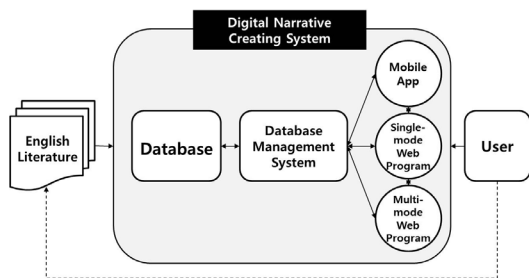 Digital Narrative
Creating System
English
Literature
Database
Database
Management
System
Mobile
App
Single-
mode Web
Program
Multi-
mode Web
Program
User